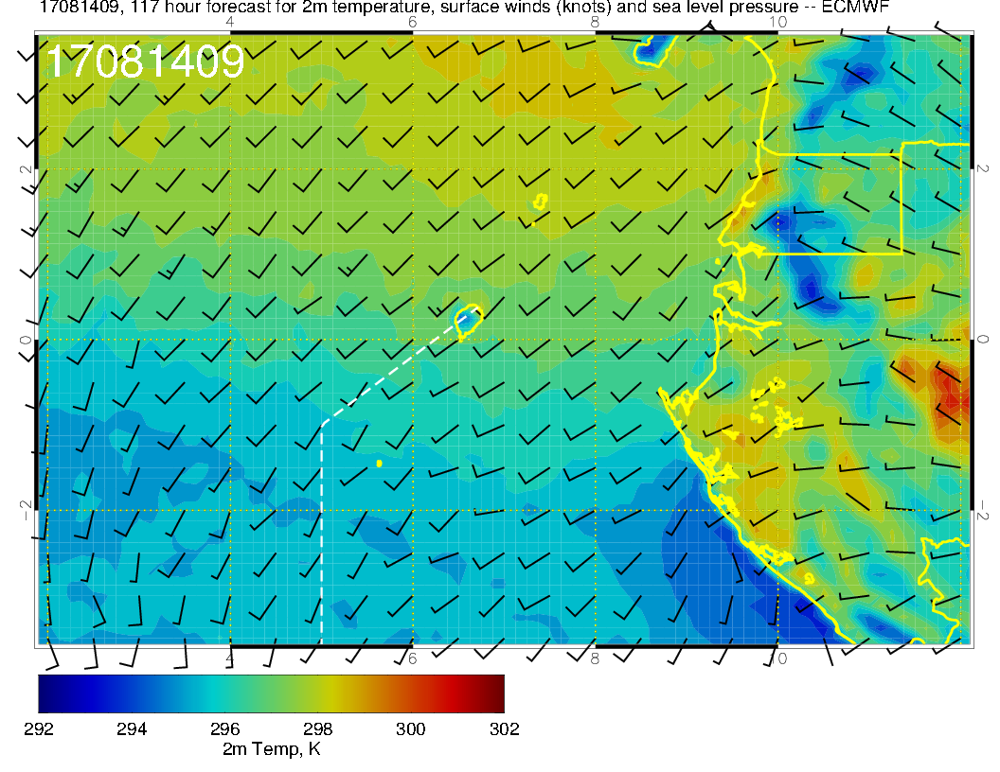 17081409, 117 hour forecast for 2m temperature, surface winds (knots) and sea level pressure -- ECMWF
4 6 8 10
17081409
2 2
0 0
−2 −2
4 6 8 10
292 294 296 298 300 302
2m Temp, K